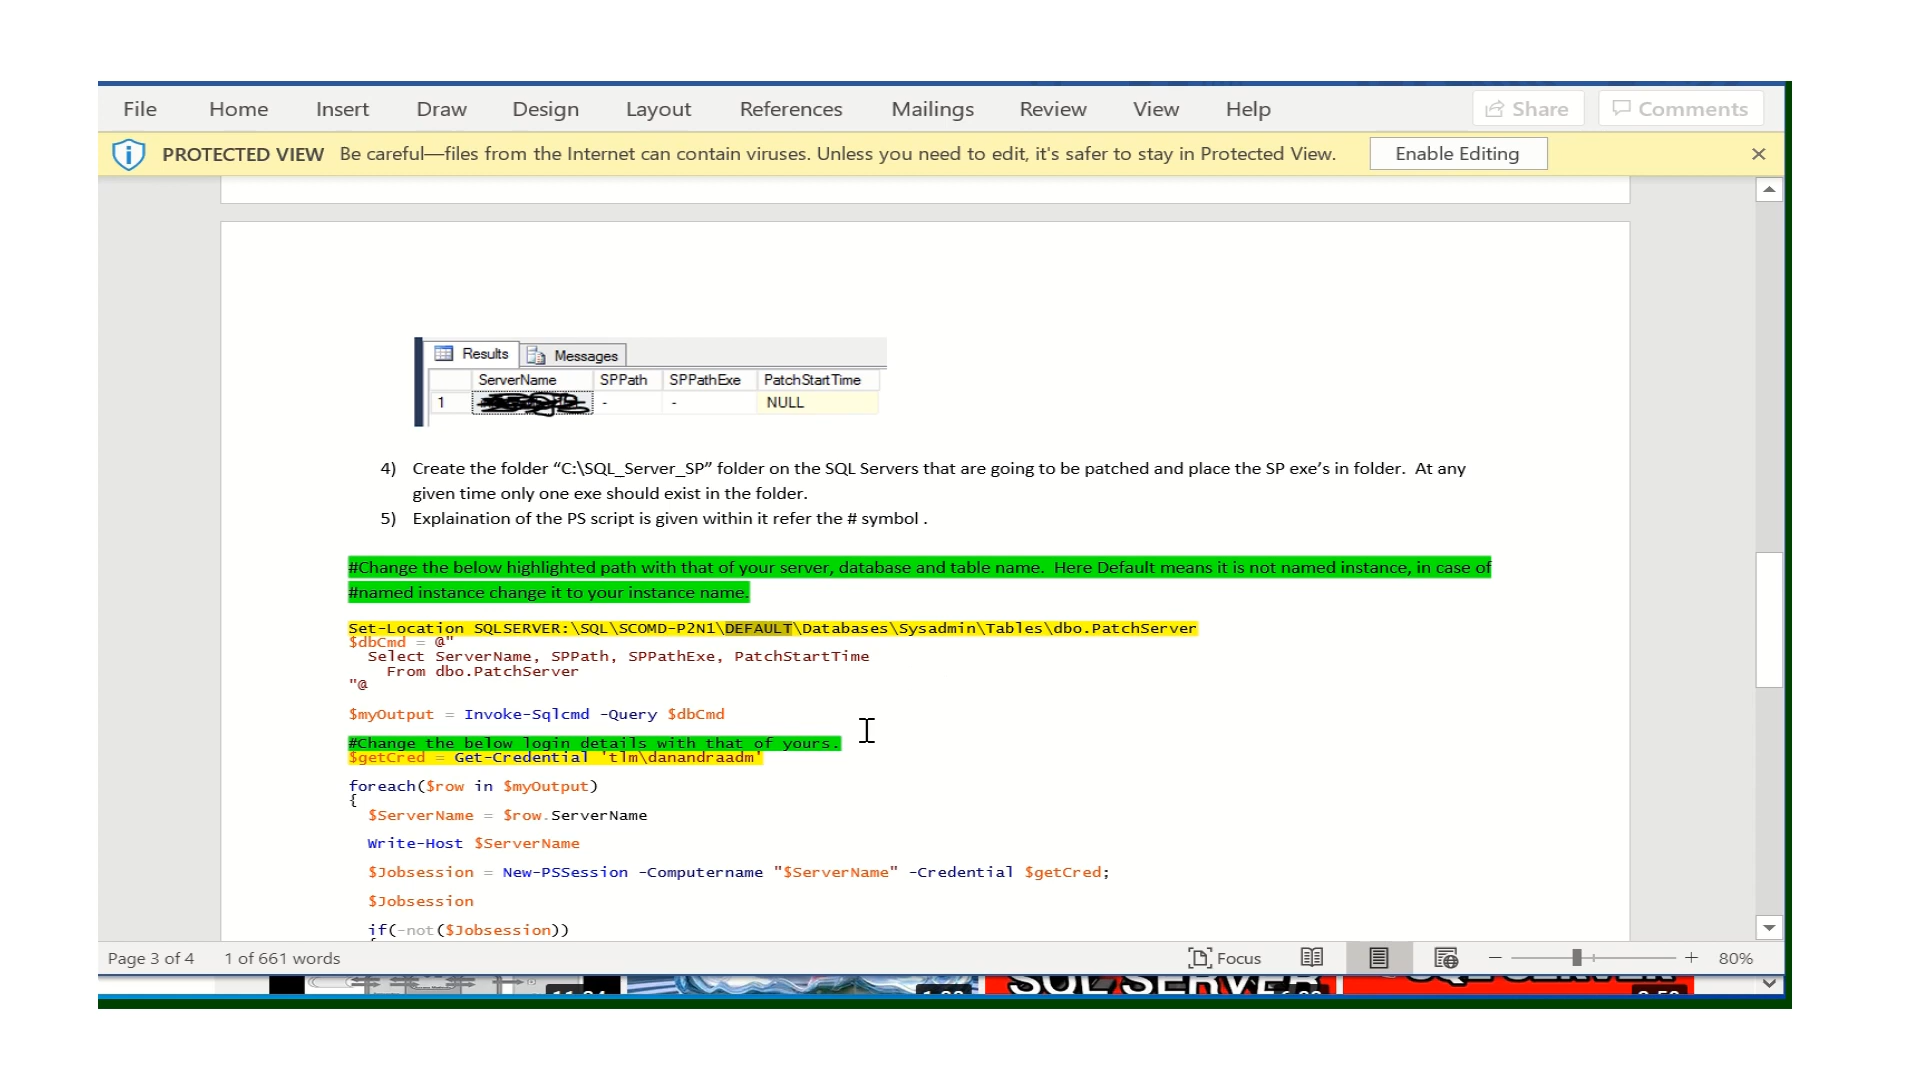 File Home Insert Draw Design Layout References Mailings Review View Help Share Comments
PROTECTED VIEW Be careful—files from the Internet can contain viruses. Unless you need to edit, it's safer to stay in Protected View. Enable Editing
Results Messages
ServerName SPPath SPPathExe PatchStartTime
1 - - NULL
4) Create the folder “C:\SQL_Server_SP” folder on the SQL Servers that are going to be patched and place the SP exe’s in folder. At any
given time only one exe should exist in the folder.
5) Explaination of the PS script is given within it refer the # symbol .
#Change the below highlighted path with that of your server, database and table name. Here Default means it is not named instance, in case of
#named instance change it to your instance name.
Set-Location SQLSERVER:\SQL\SCOMD-P2N1\DEFAULT\Databases\Sysadmin\Tables\dbo.PatchServer
$dbCmd = @"
Select ServerName, SPPath, SPPathExe, PatchStartTime
From dbo.PatchServer
"@
$myOutput = Invoke-Sqlcmd -Query $dbCmd
#Change the below login details with that of yours.
$getCred = Get-Credential 'tlm\danandraadm'
foreach($row in $myOutput)
{
$ServerName = $row.ServerName
Write-Host $ServerName
$Jobsession = New-PSSession -Computername "$ServerName" -Credential $getCred;
$Jobsession
if(-not($Jobsession))
Page 3 of 4 1 of 661 words Focus 80%
SQL SERVER